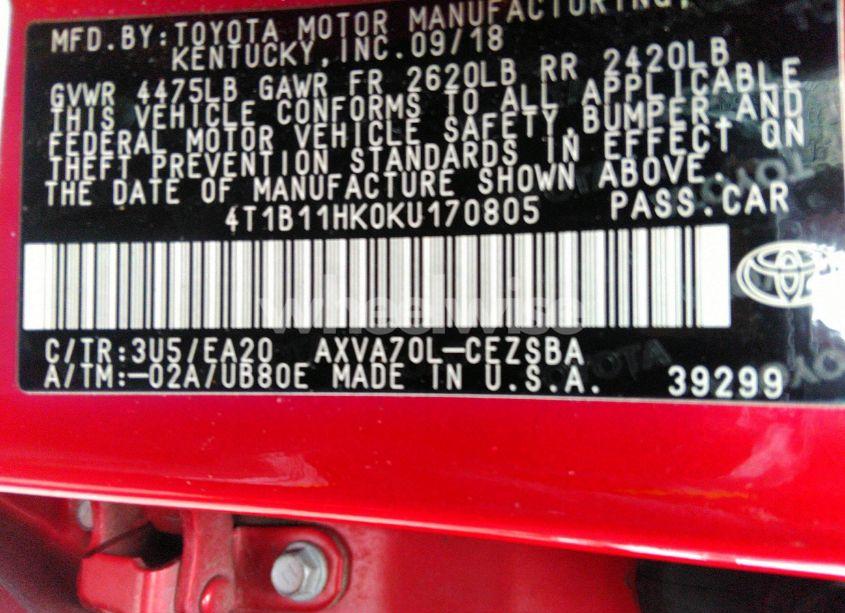 MFD.BY:TOYOTA MOTOR MANUFACTURING,
KENTUCKY,INC.09/18
GVWR 4475LB GAWR FR 2620LB RR 2420LB
THIS VEHICLE CONFORMS TO ALL APPLICABLE
FEDERAL MOTOR VEHICLE SAFETY,BUMPER,AND
THEFT PREVENTION STANDARDS IN EFFECT ON
THE DATE OF MANUFACTURE SHOWN ABOVE.
4T1B11HK0KU170805 PASS.CAR
wheelwise
C/TR:3U5/EA20 AXVA70L-CEZSBA
A/TM:-02A/UB80E MADE IN U.S.A. 39299
TOYOTA